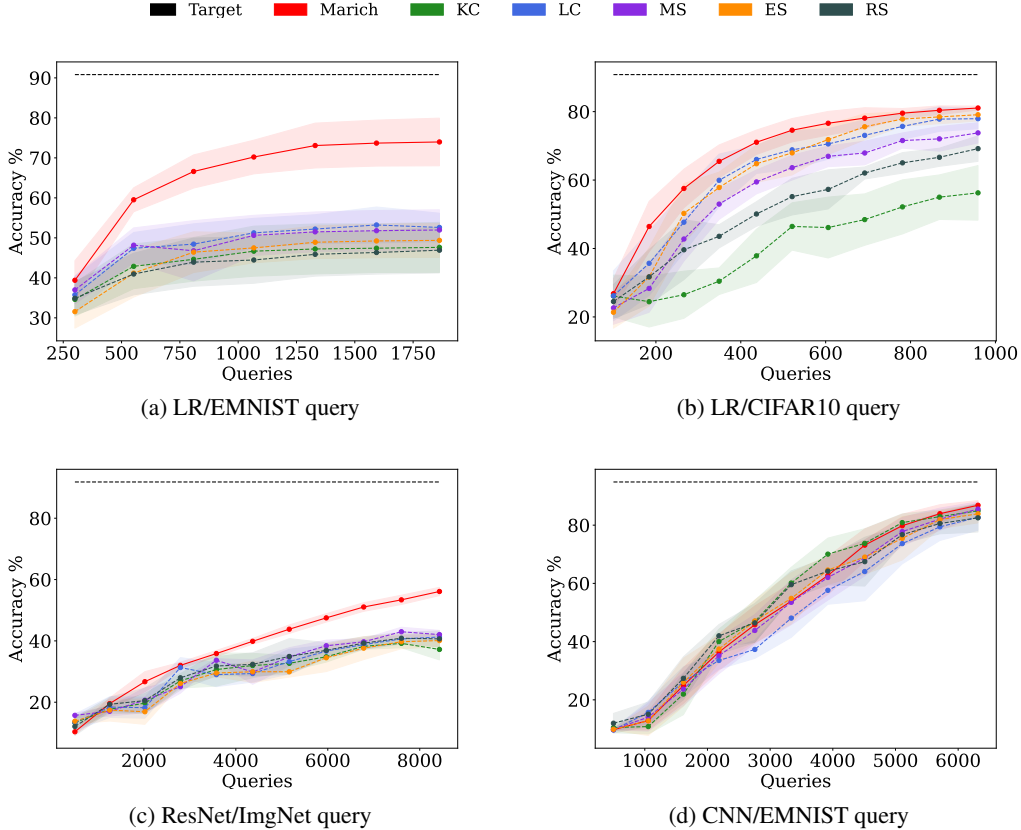 Target Marich KC LC MS ES RS
90
80
70
60
50
40
30
Accuracy %
250 500 750 1000 1250 1500 1750
Queries
(a) LR/EMNIST query
80
60
40
20
Accuracy %
200 400 600 800 1000
Queries
(b) LR/CIFAR10 query
80
60
40
20
Accuracy %
2000 4000 6000 8000
Queries
(c) ResNet/ImgNet query
80
60
40
20
Accuracy %
1000 2000 3000 4000 5000 6000
Queries
(d) CNN/EMNIST query